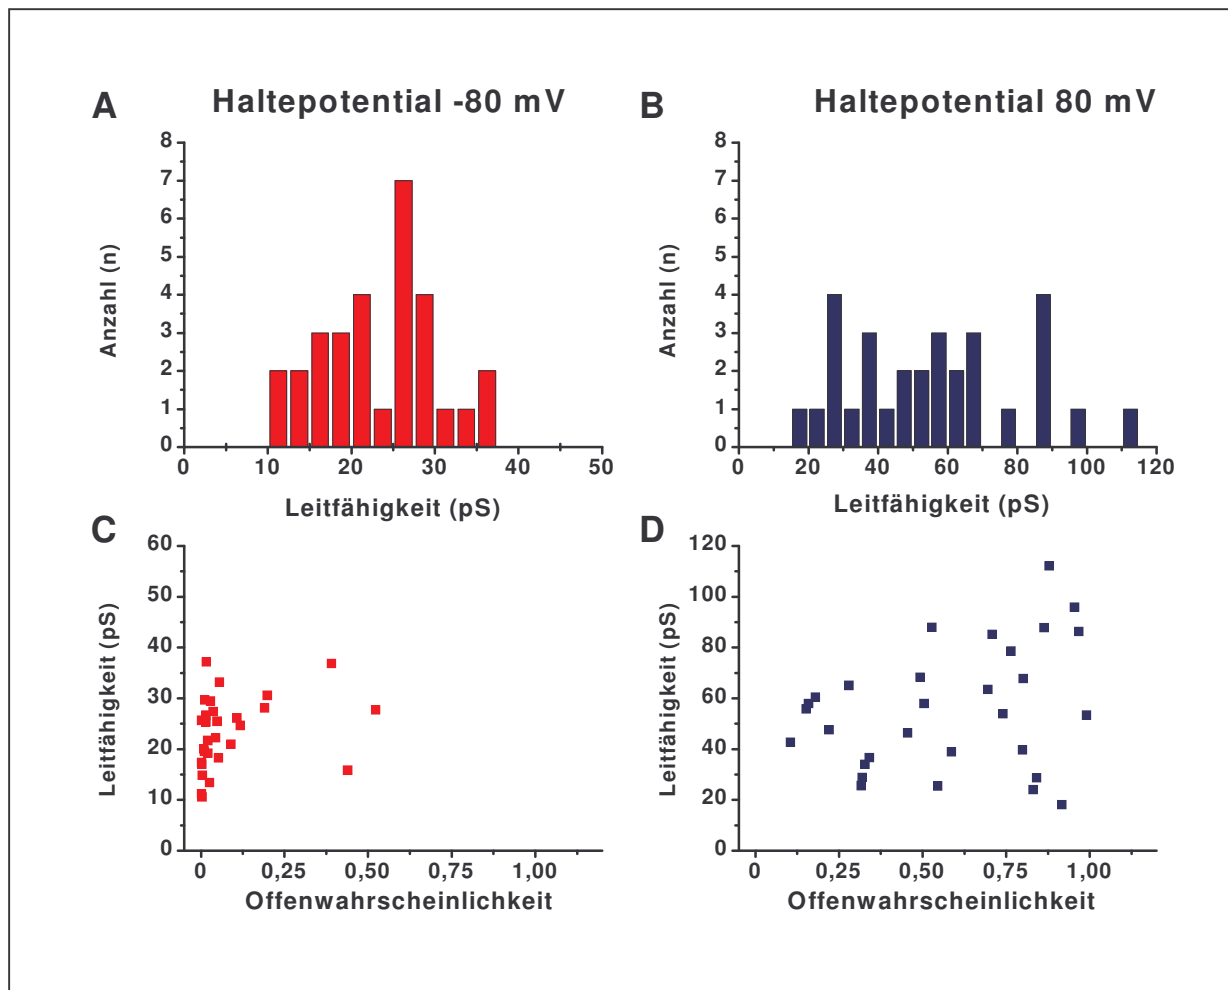 A
Haltepotential -80 mV
Anzahl (n)
8
7
6
5
4
3
2
1
0
0 10 20 30 40 50
Leitfähigkeit (pS)
B
Haltepotential 80 mV
Anzahl (n)
8
7
6
5
4
3
2
1
0
0 20 40 60 80 100 120
Leitfähigkeit (pS)
C
Leitfähigkeit (pS)
60
50
40
30
20
10
0
0 0,25 0,50 0,75 1,00
Offenwahrscheinlichkeit
D
Leitfähigkeit (pS)
120
100
80
60
40
20
0
0 0,25 0,50 0,75 1,00
Offenwahrscheinlichkeit